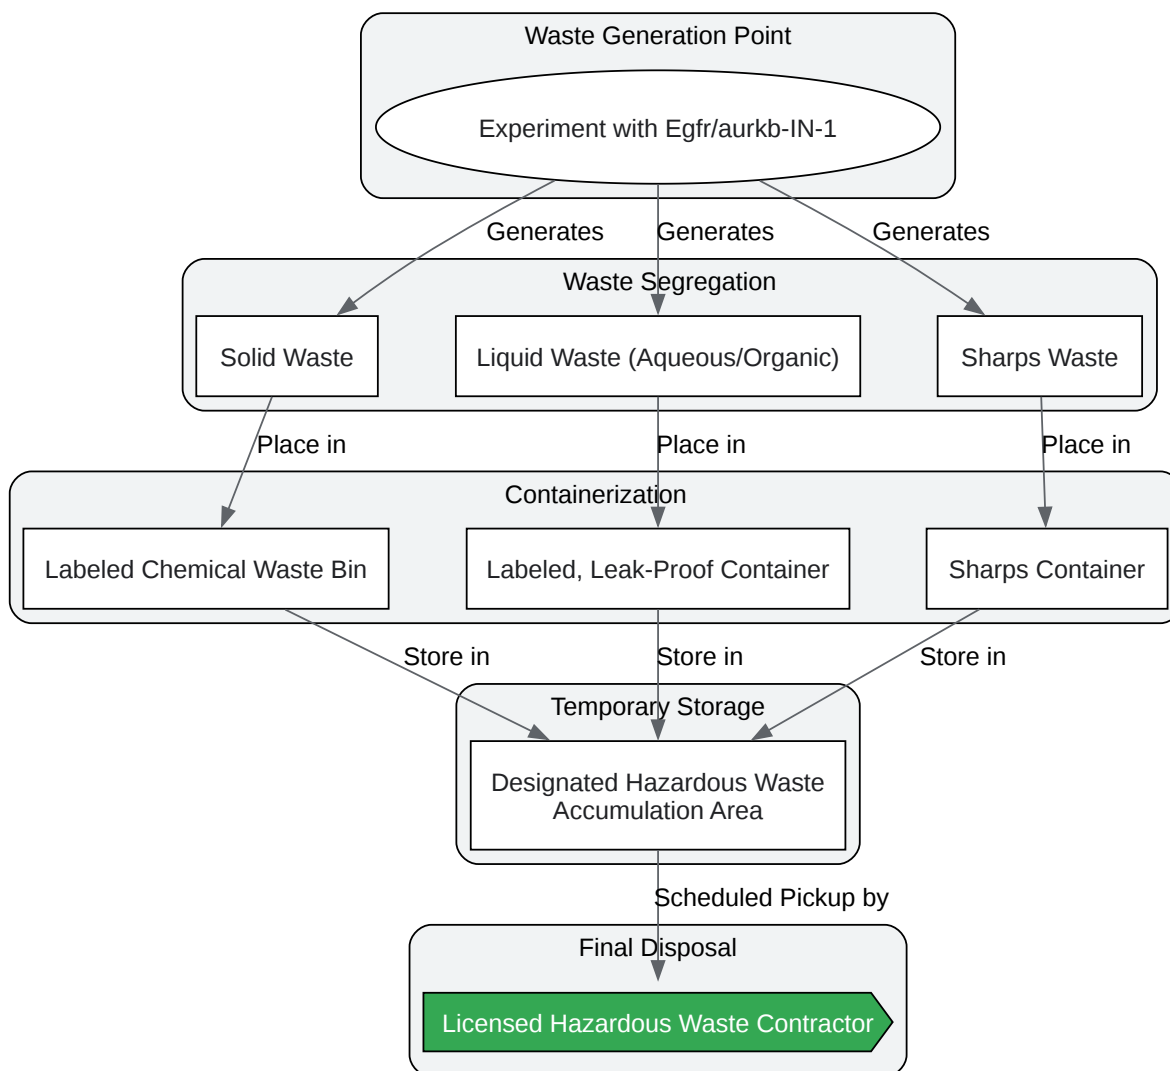 Waste Generation Point
Experiment with Egfr/aurkb-IN-1
Generates
Generates
Generates
Waste Segregation
Solid Waste
Liquid Waste (Aqueous/Organic)
Sharps Waste
Place in
Place in
Place in
Containerization
Labeled Chemical Waste Bin
Labeled, Leak-Proof Container
Sharps Container
Store in
Store in
Store in
Temporary Storage
Designated Hazardous Waste
Accumulation Area
Scheduled Pickup by
Final Disposal
Licensed Hazardous Waste Contractor